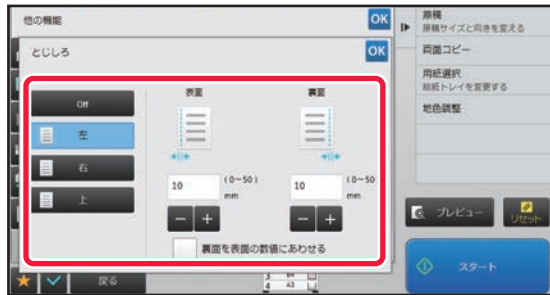 他の機能
OK
とじしろ
OK
Off
左
右
上
表面
裏面
10
(0~50)
mm
10
(0~50
mm
裏面を表面の数値にあわせる
戻る
原稿
原稿サイズと向きを変える
両面コピー
用紙選択
給紙トレイを変更する
地色調整
プレビュー
リセット
スタート
3 B4
4 A3